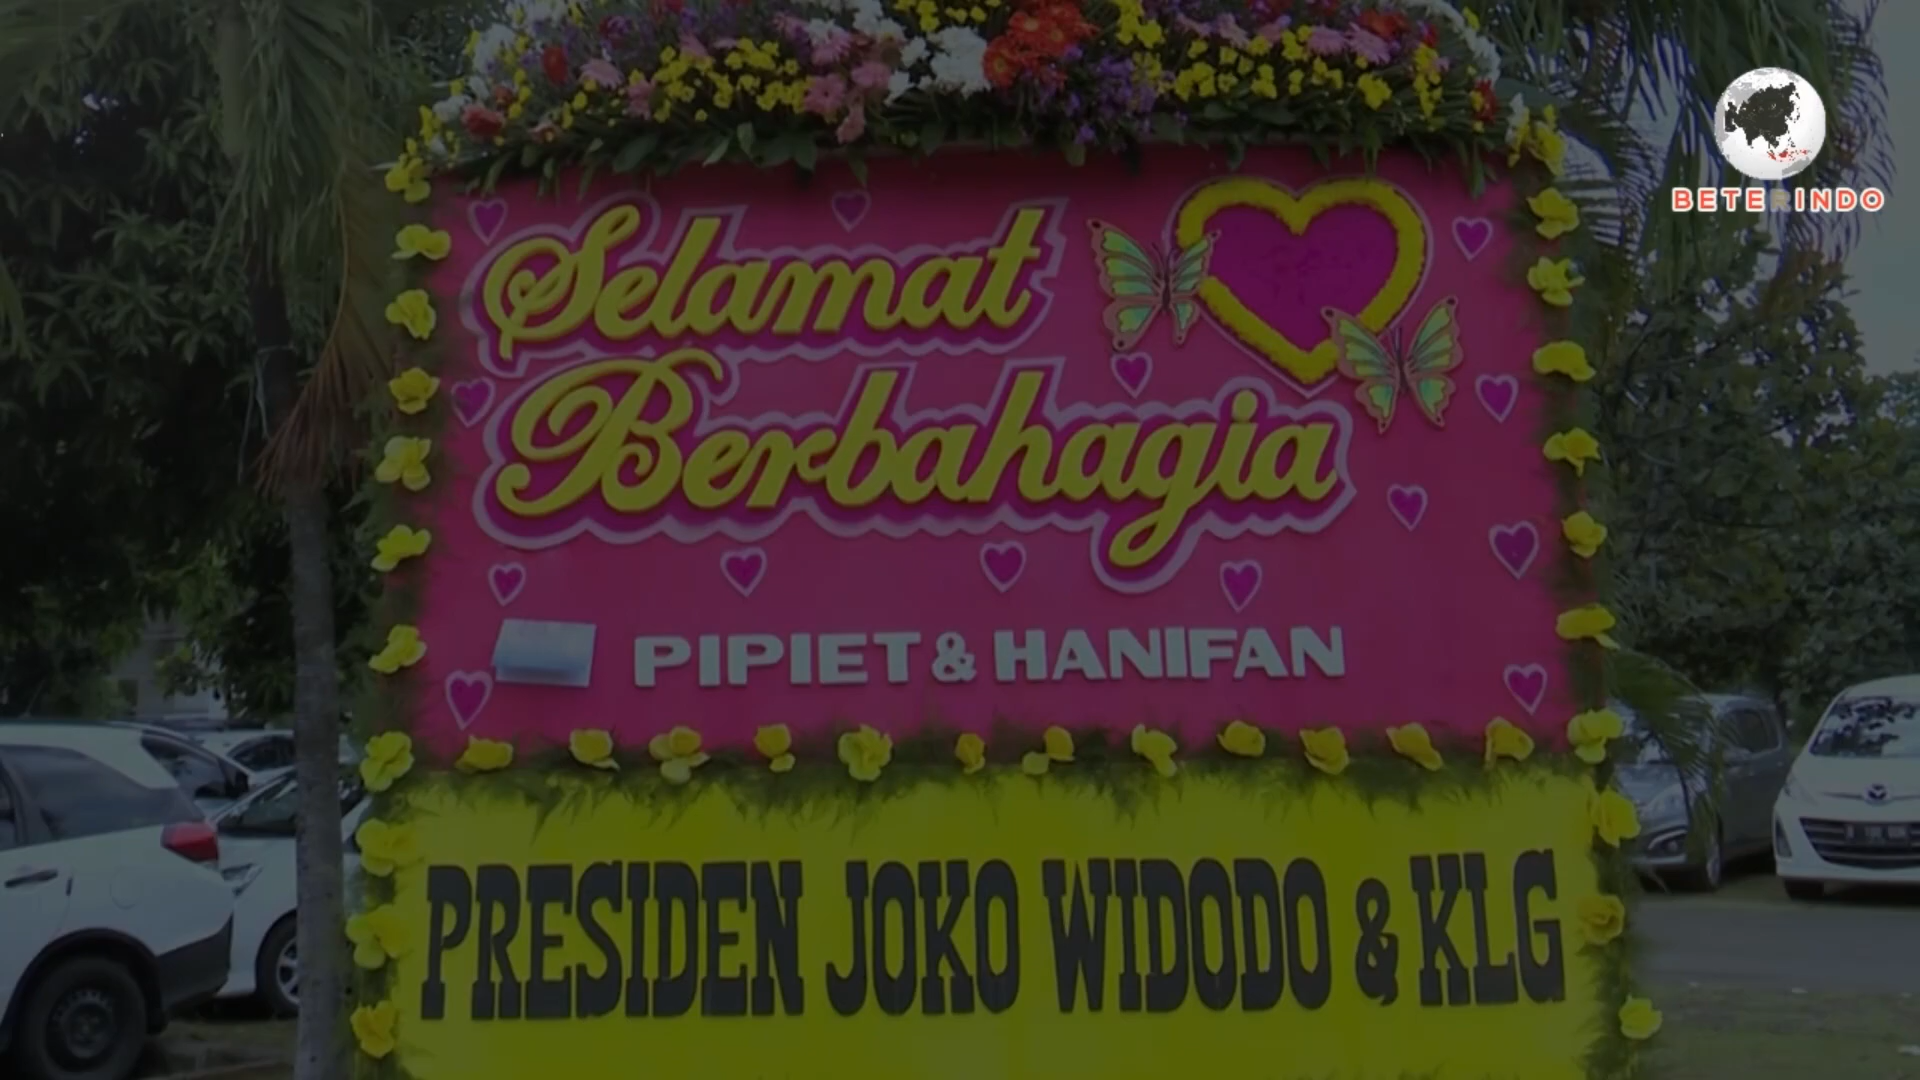 BETERINDO
Selamat
Berbahagia
PIPIET & HANIFAN
PRESIDEN JOKO WIDODO & KLG